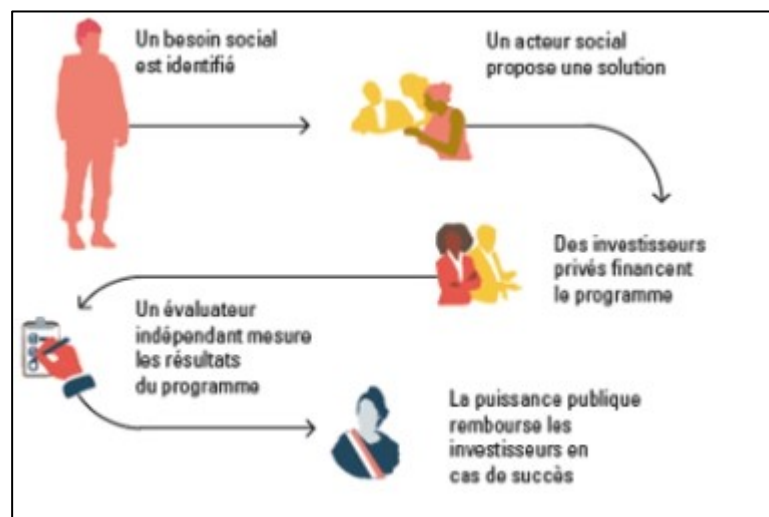 Un besoin social
est identifié
Un acteur social
propose une solution
Des investisseurs
privés financent
le programme
Un évaluateur
indépendant mesure
les résultats
du programme
La puissance publique
rembourse les
investisseurs en
cas de succès